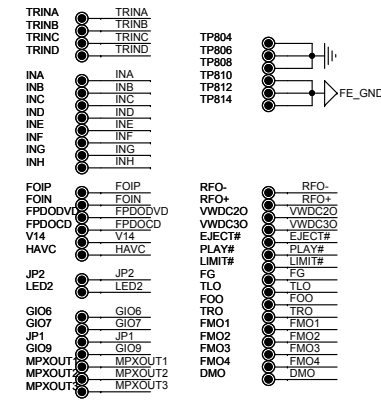 TRINA TRINA
TRINB TRINB
TRINC TRINC
TRIND TRIND
INA INA
INB INB
INC INC
IND IND
INE INE
INF INF
ING ING
INH INH
FOIP FOIP
FOIN FOIN
FPDODVD FPDODVD
FPDOCD FPDOCD
V14 V14
HAVC HAVC
JP2 JP2
LED2 LED2
GIO6 GIO6
GIO7 GIO7
JP1 JP1
GIO9 GIO9
MPXOUT1 MPXOUT1
MPXOUT2 MPXOUT2
MPXOUT3 MPXOUT3
TP804
TP806
TP808
TP810
TP812
TP814
FE_GND
RFO- RFO-
RFO+ RFO+
VWDC2O VWDC2O
VWDC3O VWDC3O
EJECT# EJECT#
PLAY# PLAY#
LIMIT# LIMIT#
FG FG
TLO TLO
FOO FOO
TRO TRO
FMO1 FMO1
FMO2 FMO2
FMO3 FMO3
FMO4 FMO4
DMO DMO